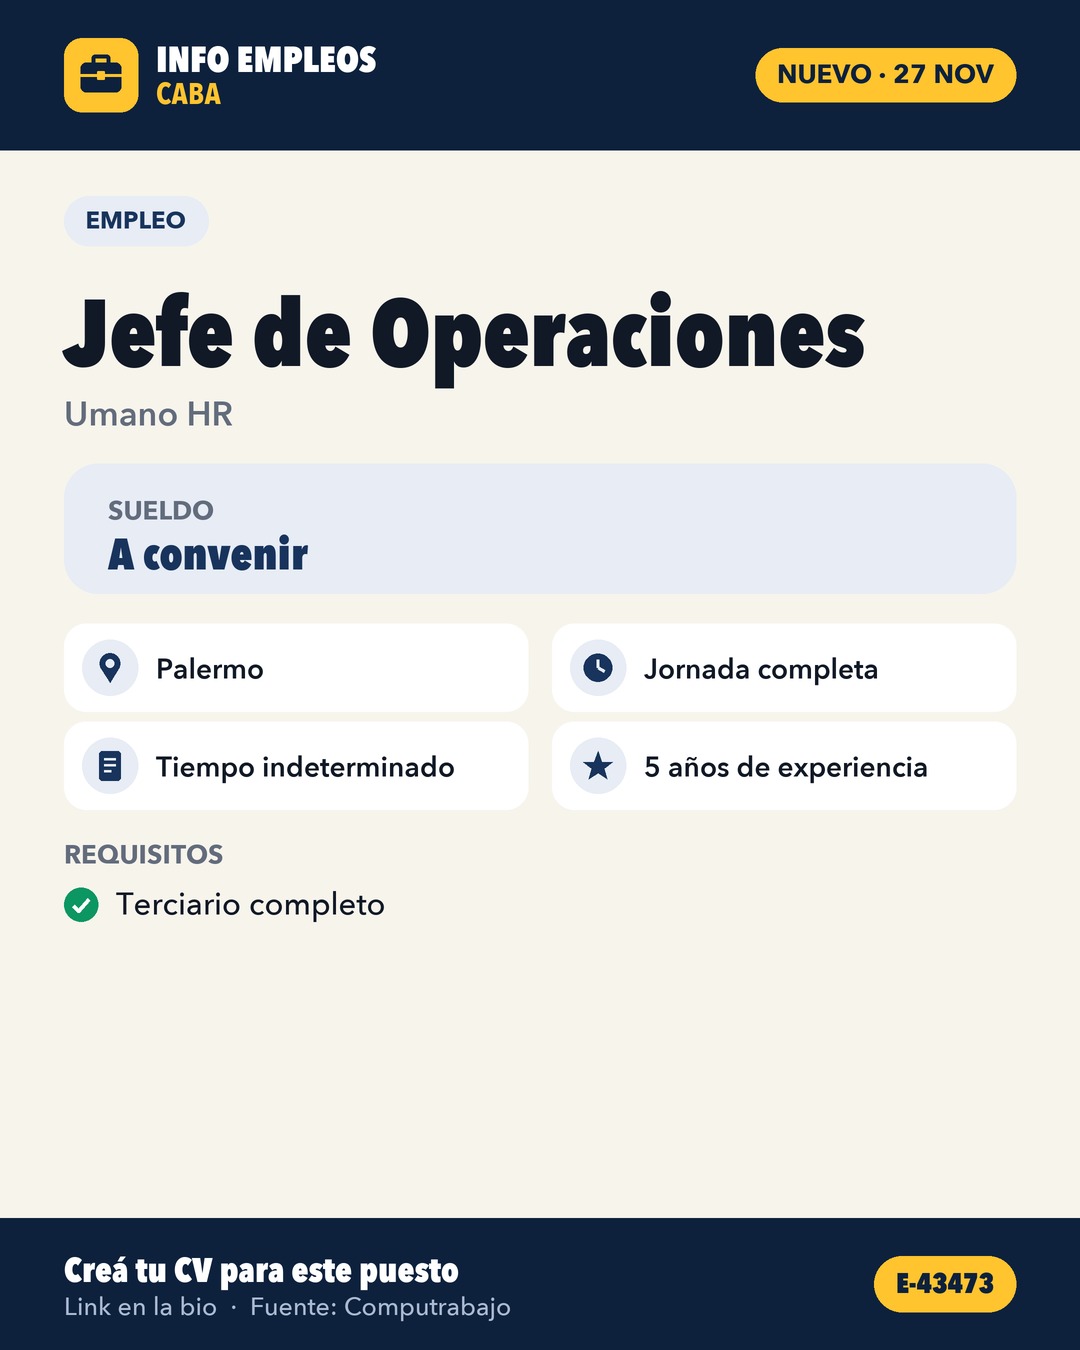 INFO EMPLEOS
CABA
NUEVO · 27 NOV
EMPLEO
Jefe de Operaciones
Umano HR
SUELDO
A convenir
Palermo
Jornada completa
Tiempo indeterminado
5 años de experiencia
REQUISITOS
Terciario completo
Creá tu CV para este puesto
Link en la bio · Fuente: Computrabajo
E-43473